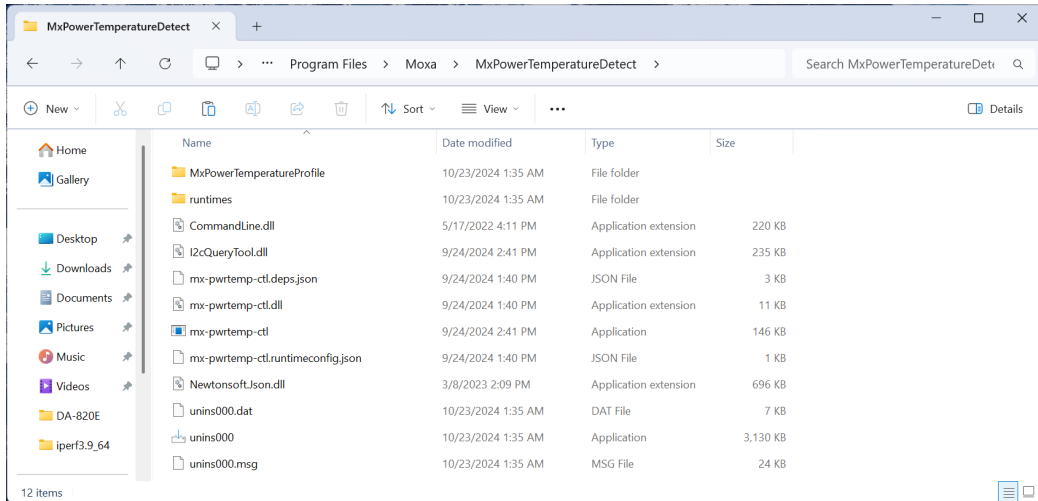 MxPowerTemperatureDetect
Program Files > Moxa > MxPowerTemperatureDetect >
Search MxPowerTemperatureDete
New Sort View Details
Name Date modified Type Size
Home
Gallery
Desktop
Downloads
Documents
Pictures
Music
Videos
DA-820E
iperf3.9_64
MxPowerTemperatureProfile 10/23/2024 1:35 AM File folder
runtimes 10/23/2024 1:35 AM File folder
CommandLine.dll 5/17/2022 4:11 PM Application extension 220 KB
I2cQueryTool.dll 9/24/2024 2:41 PM Application extension 235 KB
mx-pwrtemp-ctl.deps.json 9/24/2024 1:40 PM JSON File 3 KB
mx-pwrtemp-ctl.dll 9/24/2024 1:40 PM Application extension 11 KB
mx-pwrtemp-ctl 9/24/2024 2:41 PM Application 146 KB
mx-pwrtemp-ctl.runtimeconfig.json 9/24/2024 1:40 PM JSON File 1 KB
Newtonsoft.Json.dll 3/8/2023 2:09 PM Application extension 696 KB
unins000.dat 10/23/2024 1:35 AM DAT File 7 KB
unins000 10/23/2024 1:35 AM Application 3,130 KB
unins000.msg 10/23/2024 1:35 AM MSG File 24 KB
12 items